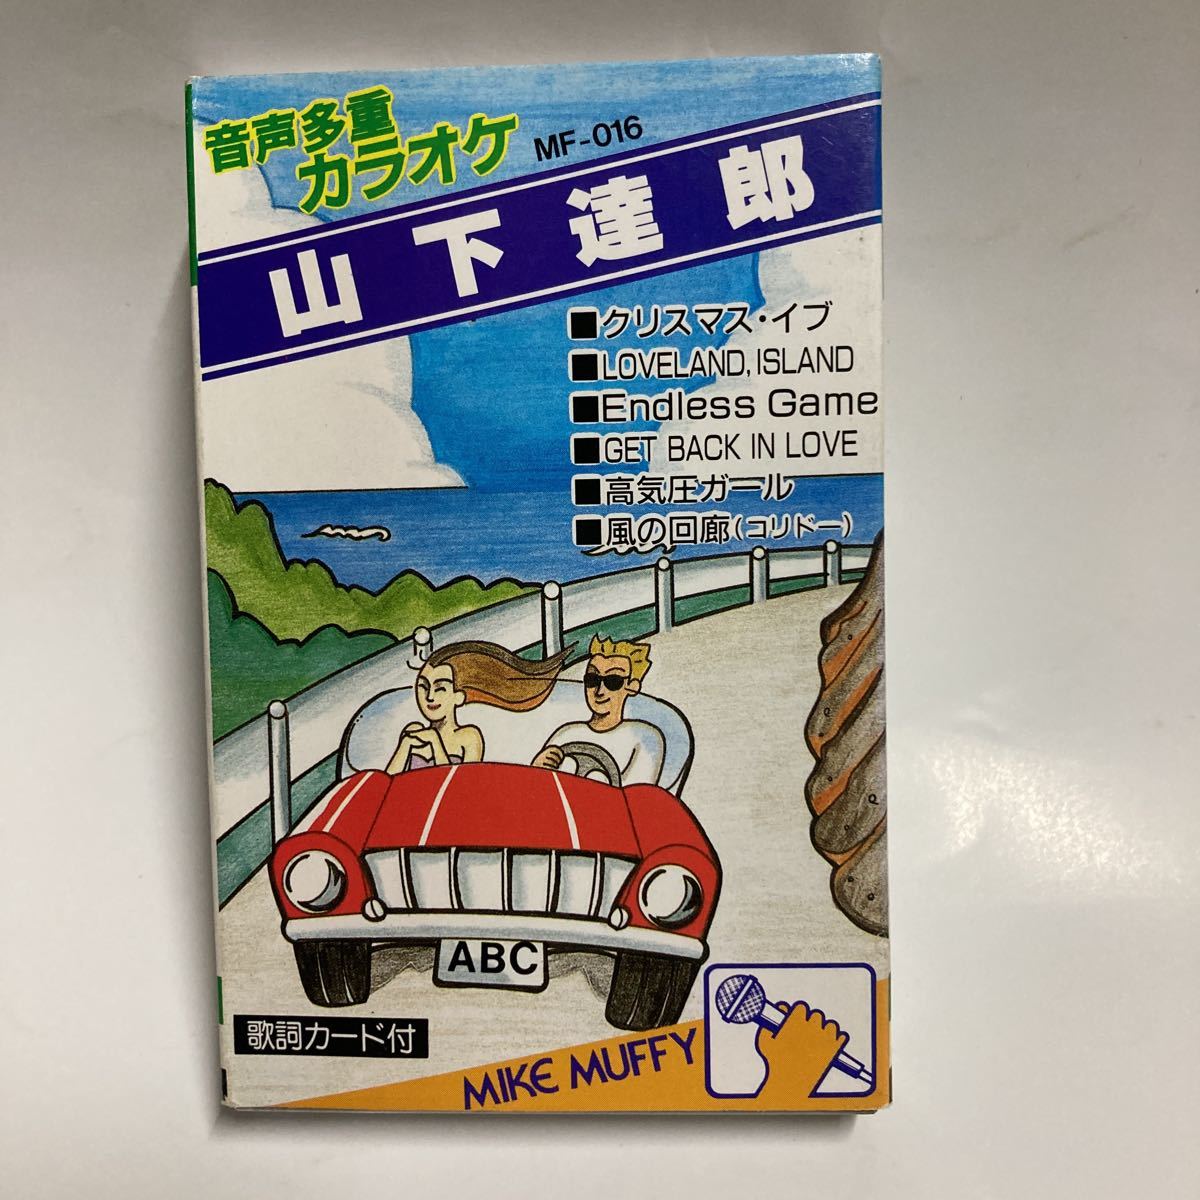 音声多重
カラオケ
MF-016
山下達郎
■クリスマス・イブ
■LOVELAND, ISLAND
■Endless Game
■GET BACK IN LOVE
■高気圧ガール
■風の回廊(コリドー)
ABC
歌詞カード付
MIKE MUFFY